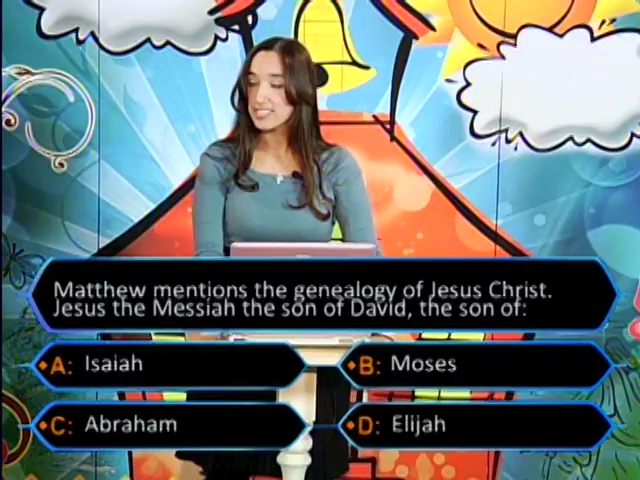 Matthew mentions the genealogy of Jesus Christ.
Jesus the Messiah the son of David, the son of:
A: Isaiah
B: Moses
C: Abraham
D: Elijah